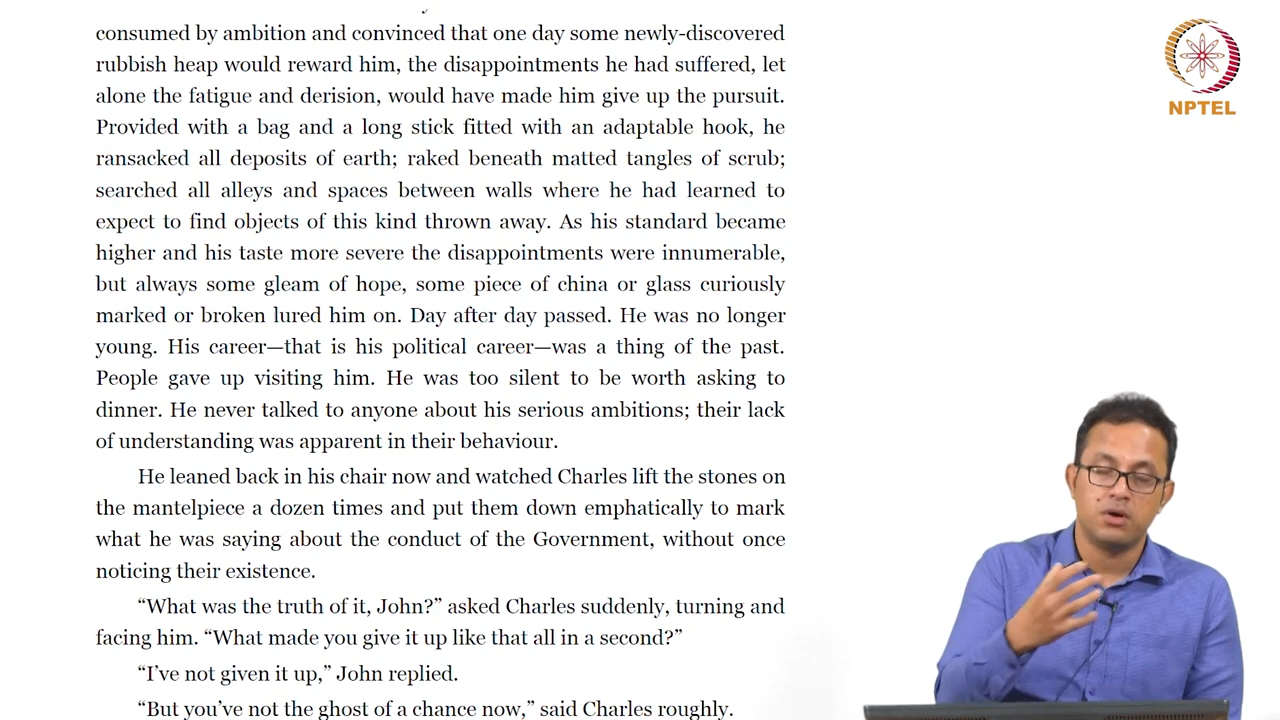 consumed by ambition and convinced that one day some newly-discovered
rubbish heap would reward him, the disappointments he had suffered, let
alone the fatigue and derision, would have made him give up the pursuit.
Provided with a bag and a long stick fitted with an adaptable hook, he
ransacked all deposits of earth; raked beneath matted tangles of scrub;
searched all alleys and spaces between walls where he had learned to
expect to find objects of this kind thrown away. As his standard became
higher and his taste more severe the disappointments were innumerable,
but always some gleam of hope, some piece of china or glass curiously
marked or broken lured him on. Day after day passed. He was no longer
young. His career—that is his political career—was a thing of the past.
People gave up visiting him. He was too silent to be worth asking to
dinner. He never talked to anyone about his serious ambitions; their lack
of understanding was apparent in their behaviour.
He leaned back in his chair now and watched Charles lift the stones on
the mantelpiece a dozen times and put them down emphatically to mark
what he was saying about the conduct of the Government, without once
noticing their existence.
“What was the truth of it, John?” asked Charles suddenly, turning and
facing him. “What made you give it up like that all in a second?”
“I’ve not given it up,” John replied.
“But you’ve not the ghost of a chance now,” said Charles roughly.
NPTEL